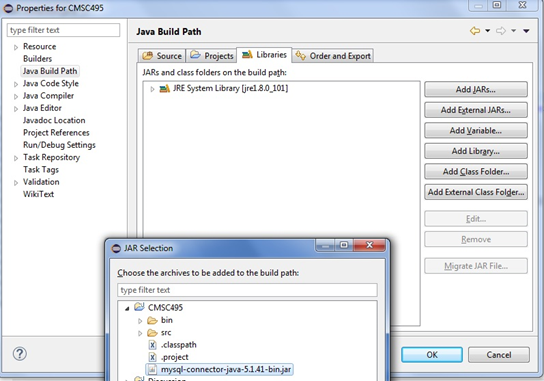 Properties for CMSC495
type filter text
Resource
Builders
Java Build Path
Java Code Style
Java Compiler
Java Editor
Javadoc Location
Project References
Run/Debug Settings
Task Repository
Task Tags
Validation
WikiText
Java Build Path
Source
Projects
Libraries
Order and Export
JARs and class folders on the build path:
JRE System Library [jre1.8.0_101]
Add JARs...
Add External JARs...
Add Variable...
Add Library...
Add Class Folder...
Add External Class Folder...
Edit...
Remove
Migrate JAR File...
OK
Cancel
JAR Selection
Choose the archives to be added to the build path:
type filter text
CMSC495
bin
src
.classpath
.project
mysql-connector-java-5.1.41-bin.jar